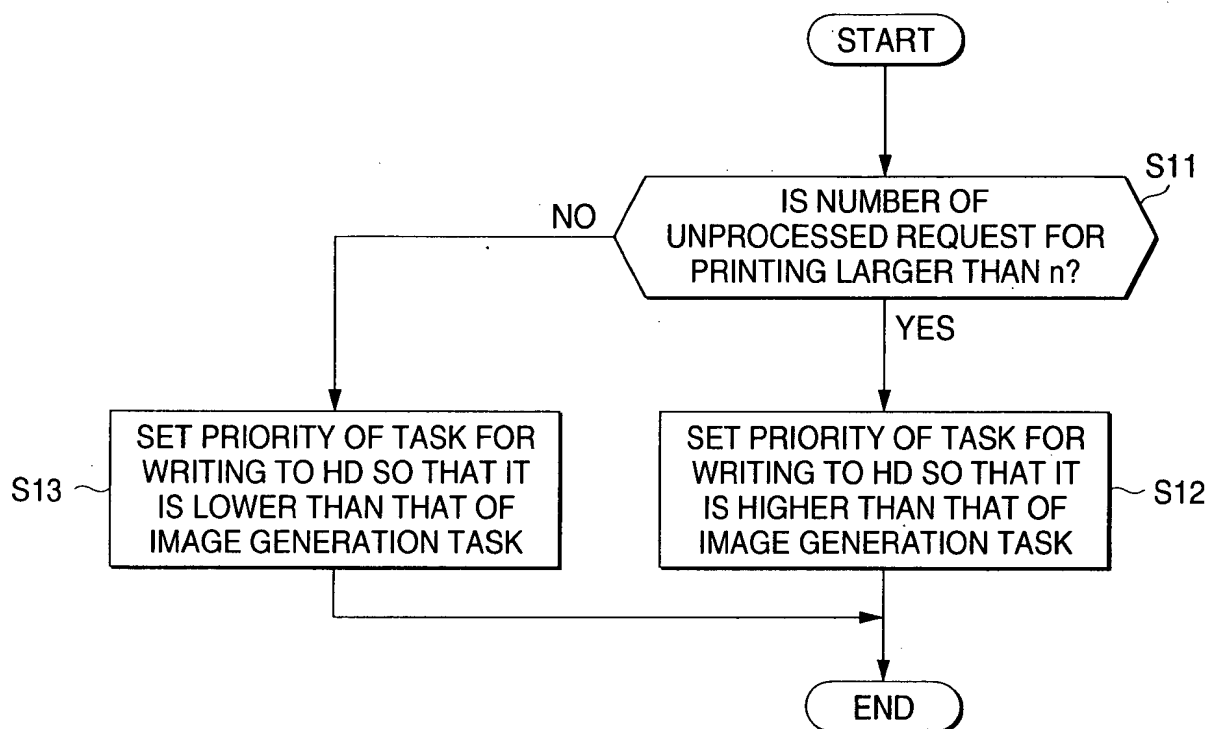 START
S11
IS NUMBER OF
UNPROCESSED REQUEST FOR
PRINTING LARGER THAN n?
NO
YES
S13
SET PRIORITY OF TASK FOR
WRITING TO HD SO THAT IT
IS LOWER THAN THAT OF
IMAGE GENERATION TASK
SET PRIORITY OF TASK FOR
WRITING TO HD SO THAT IT
IS HIGHER THAN THAT OF
IMAGE GENERATION TASK
S12
END